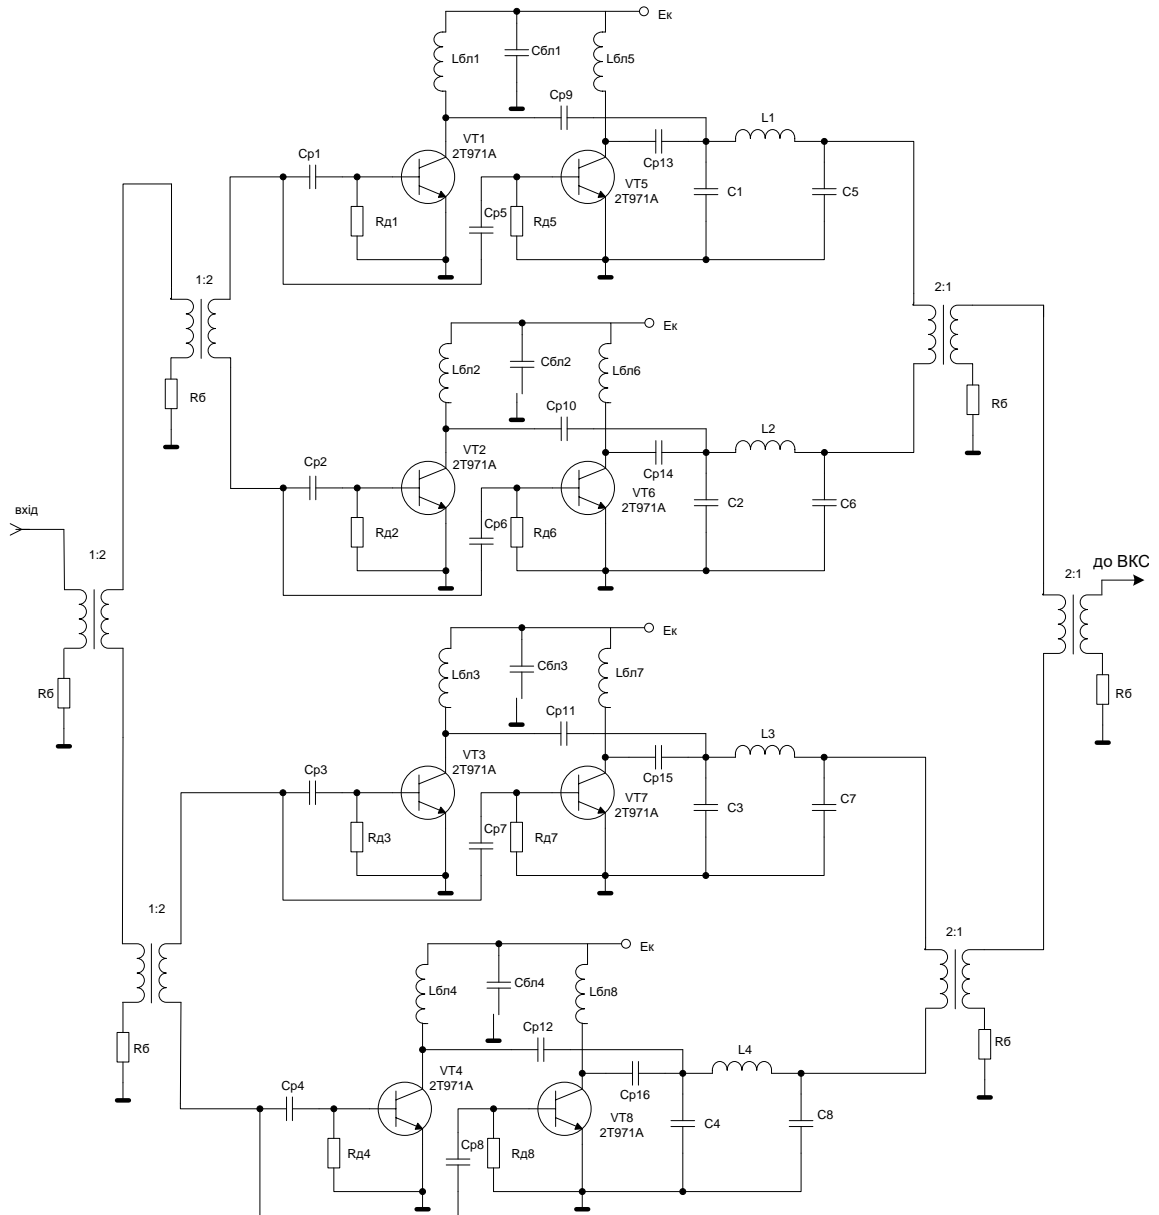 Ек
Сбл1
Lбл1
Lбл5
Ср9
L1
VT1
2Т971А
Ср1
Ср13
VT5
2Т971А
С1
С5
Rд1
Ср5
Rд5
1:2
2:1
Ек
Сбл2
Lбл2
Lбл6
Rб
Rб
Ср10
L2
VT2
2Т971А
Ср2
Ср14
VT6
2Т971А
С2
С6
вхід
Rд2
Ср6
Rд6
1:2
до ВКС
2:1
Ек
Сбл3
Lбл3
Lбл7
Rб
Rб
Ср11
L3
VT3
2Т971А
Ср3
Ср15
VT7
2Т971А
С3
С7
Rд3
Ср7
Rд7
1:2
2:1
Ек
Сбл4
Lбл4
Lбл8
Ср12
Rб
Rб
L4
VT4
2Т971А
Ср4
Ср16
VT8
2Т971А
С4
С8
Rд4
Ср8
Rд8